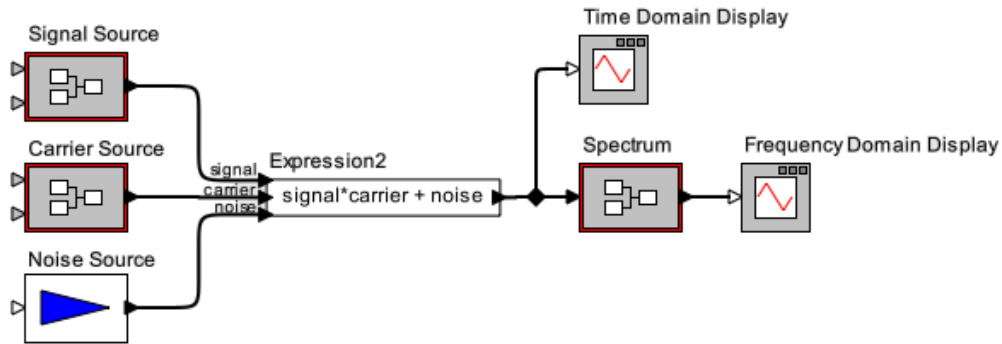 Time Domain Display
Signal Source
Carrier Source
Expression2
Spectrum
Frequency Domain Display
signal
carrier
noise
signal*carrier + noise
Noise Source